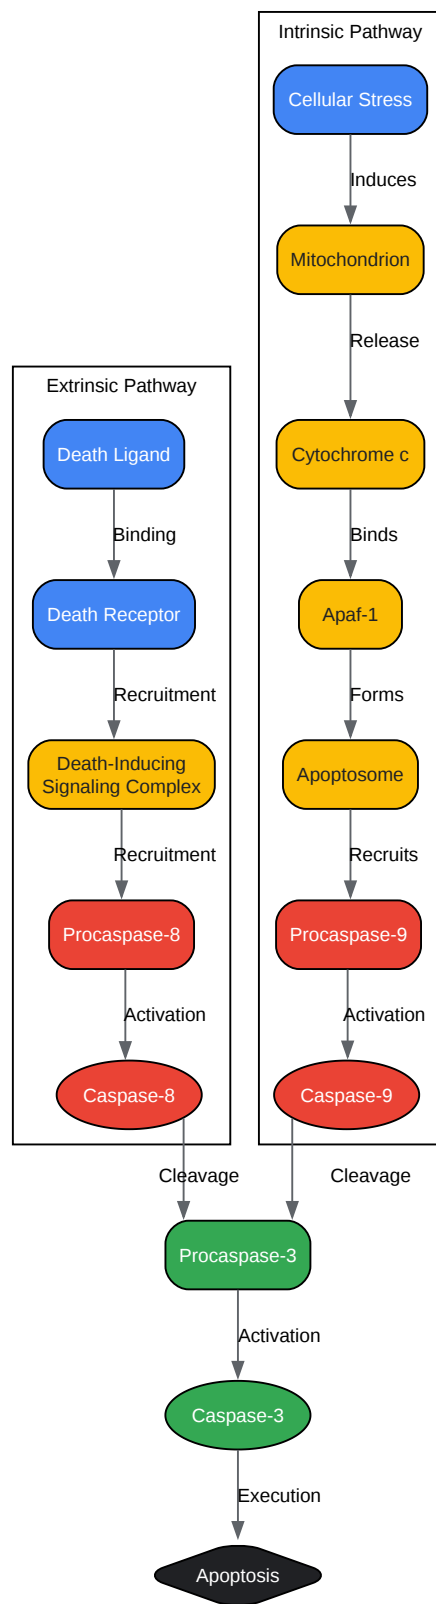 Intrinsic Pathway
Cellular Stress
Induces
Mitochondrion
Release
Cytochrome c
Binds
Apaf-1
Forms
Apoptosome
Recruits
Procaspase-9
Activation
Caspase-9
Cleavage
Extrinsic Pathway
Death Ligand
Binding
Death Receptor
Recruitment
Death-Inducing
Signaling Complex
Recruitment
Procaspase-8
Activation
Caspase-8
Cleavage
Procaspase-3
Activation
Caspase-3
Execution
Apoptosis